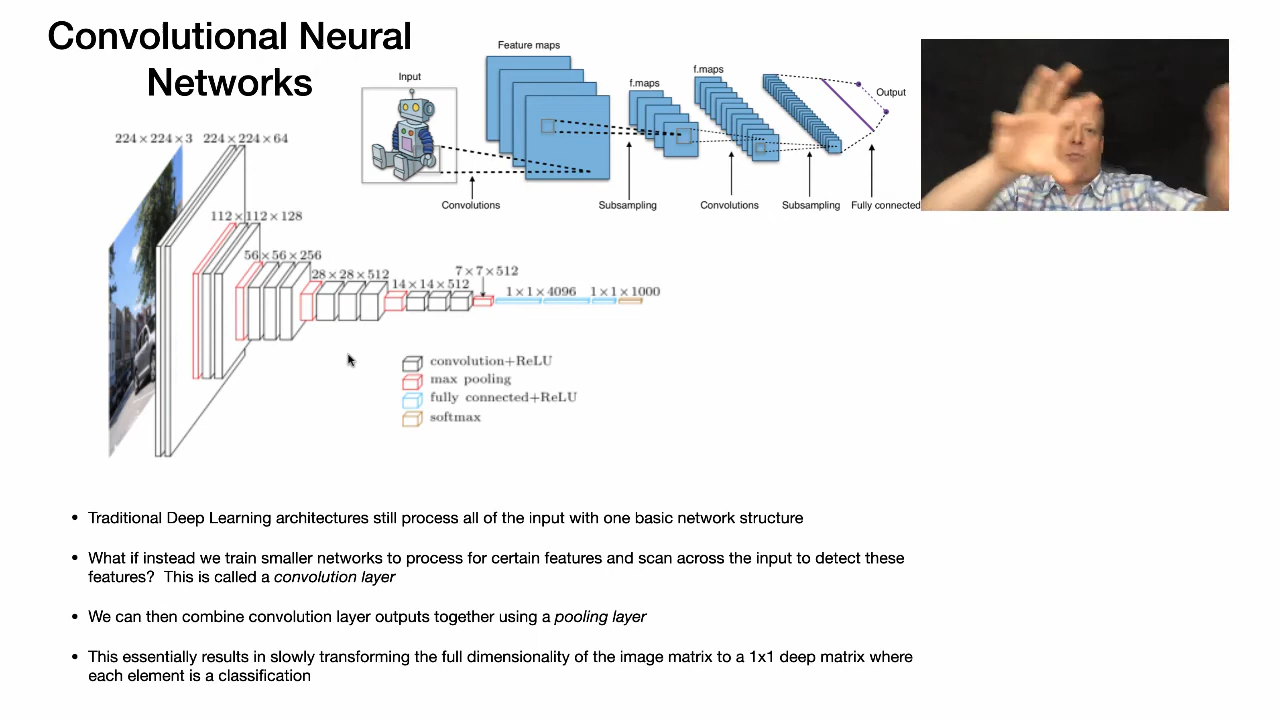 Convolutional Neural
Networks
Feature maps
Input
f.maps
f.maps
Output
Convolutions
Subsampling
Convolutions
Subsampling
Fully connected
224×224×3
224×224×64
112×112×128
56×56×256
28×28×512
14×14×512
7×7×512
1×1×4096
1×1×1000
convolution+ReLU
max pooling
fully connected+ReLU
softmax
• Traditional Deep Learning architectures still process all of the input with one basic network structure
• What if instead we train smaller networks to process for certain features and scan across the input to detect these
features? This is called a convolution layer
• We can then combine convolution layer outputs together using a pooling layer
• This essentially results in slowly transforming the full dimensionality of the image matrix to a 1x1 deep matrix where
each element is a classification